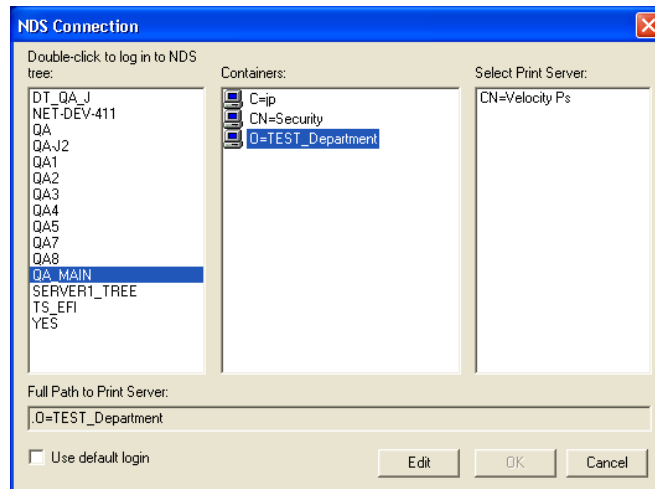 NDS Connection
Double-click to log in to NDS
tree:
Containers:
Select Print Server:
DT_QA_J
NET-DEV-411
QA
QA-J2
QA1
QA2
QA3
QA4
QA5
QA7
QA8
QA_MAIN
SERVER1_TREE
TS_EFI
YES
C=jp
CN=Security
O=TEST_Department
CN=Velocity Ps
Full Path to Print Server:
.O=TEST_Department
Use default login
Edit
OK
Cancel